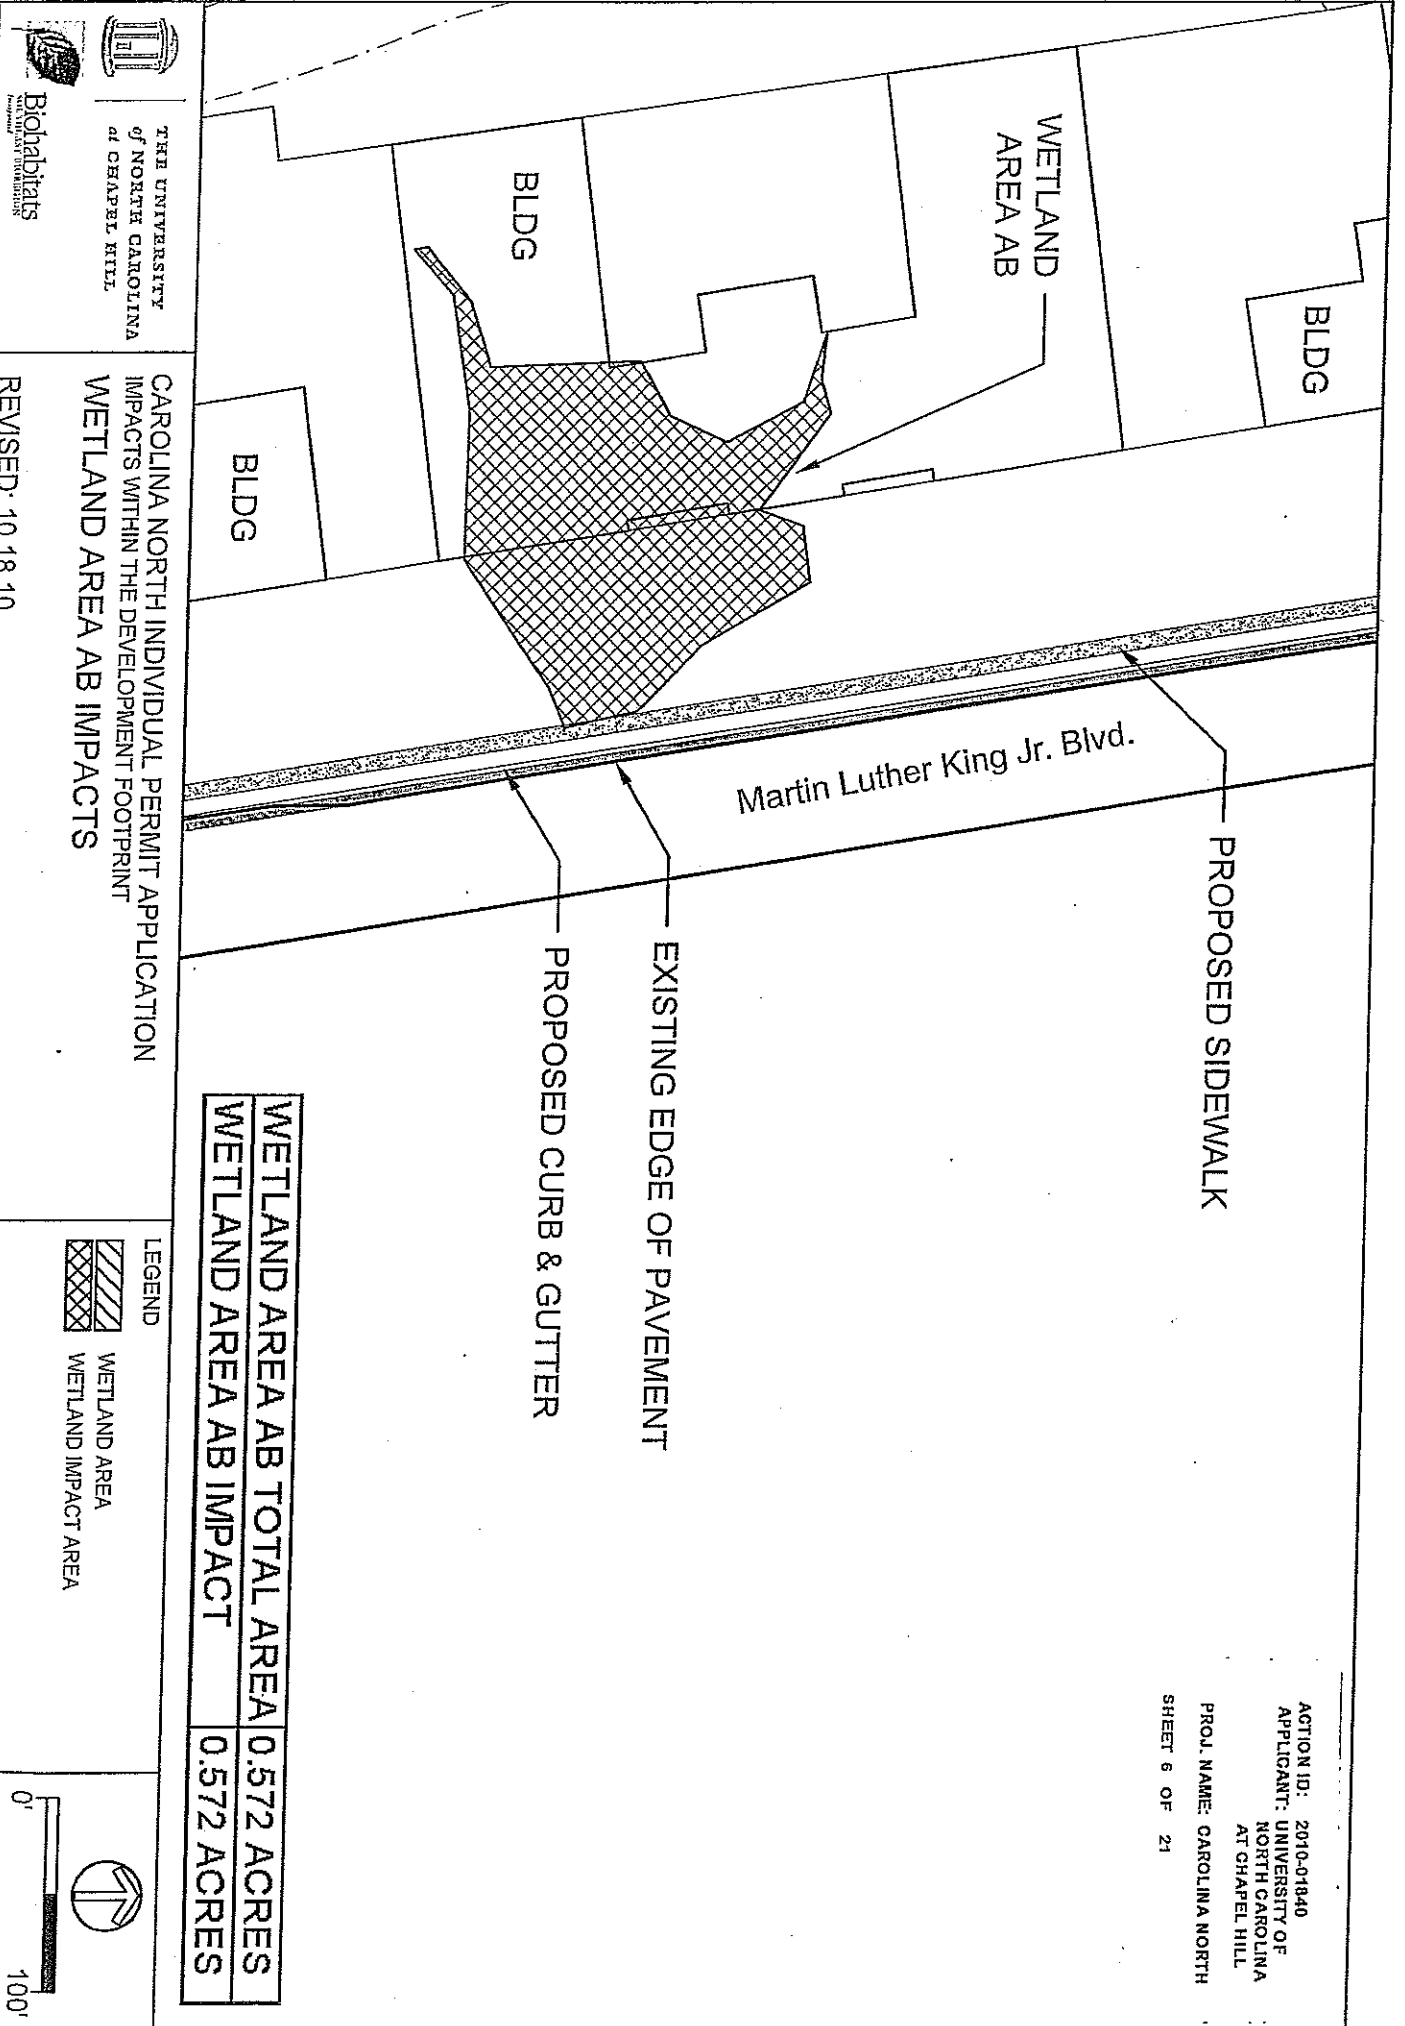 ACTION ID: 2010-01840
APPLICANT: UNIVERSITY OF
NORTH CAROLINA
AT CHAPEL HILL
PROJ. NAME: CAROLINA NORTH
SHEET 6 OF 21
BLDG
WETLAND
AREA AB
BLDG
BLDG
PROPOSED SIDEWALK
Martin Luther King Jr. Blvd.
EXISTING EDGE OF PAVEMENT
PROPOSED CURB & GUTTER
WETLAND AREA AB TOTAL AREA 0.572 ACRES
WETLAND AREA AB IMPACT 0.572 ACRES
THE UNIVERSITY
of NORTH CAROLINA
at CHAPEL HILL
Biohabitats
CAROLINA NORTH INDIVIDUAL PERMIT APPLICATION
IMPACTS WITHIN THE DEVELOPMENT FOOTPRINT
WETLAND AREA AB IMPACTS
REVISED: 10.18.10
LEGEND
WETLAND AREA
WETLAND IMPACT AREA
0'
100'